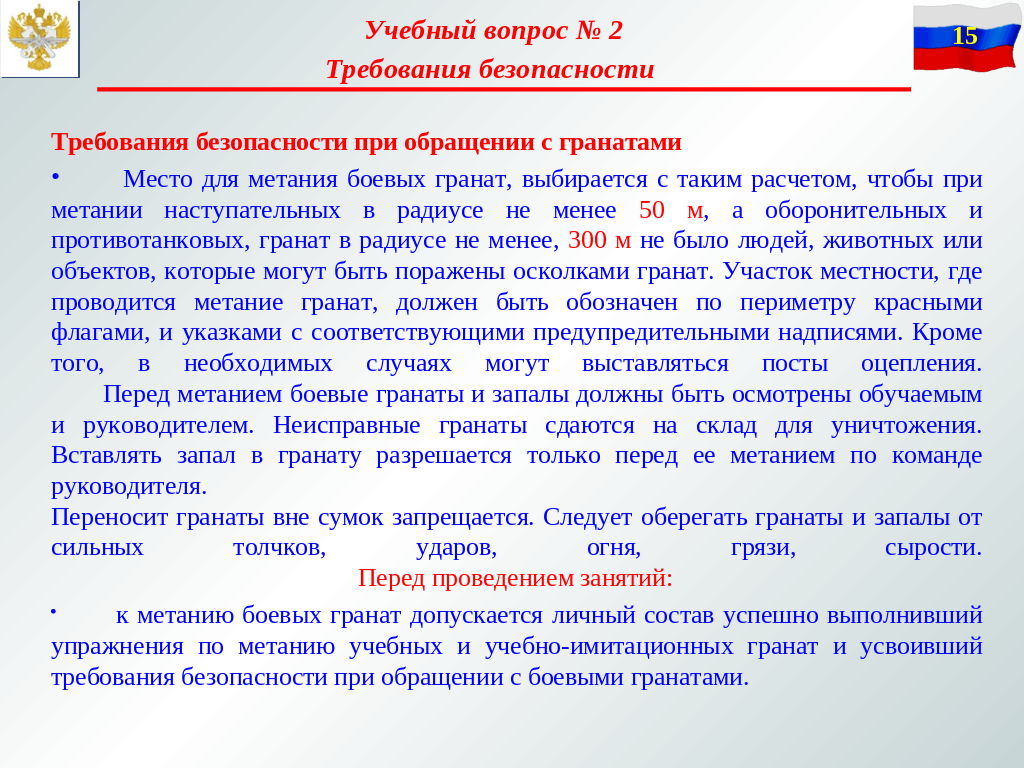 Учебный вопрос № 2
15
Требования безопасности
Требования безопасности при обращении с гранатами
• Место для метания боевых гранат, выбирается с таким расчетом, чтобы при
метании наступательных в радиусе не менее 50 м, а оборонительных и
противотанковых, гранат в радиусе не менее, 300 м не было людей, животных или
объектов, которые могут быть поражены осколками гранат. Участок местности, где
проводится метание гранат, должен быть обозначен по периметру красными
флагами, и указками с соответствующими предупредительными надписями. Кроме
того, в необходимых случаях могут выставляться посты оцепления.
Перед метанием боевые гранаты и запалы должны быть осмотрены обучаемым
и руководителем. Неисправные гранаты сдаются на склад для уничтожения.
Вставлять запал в гранату разрешается только перед ее метанием по команде
руководителя.
Переносит гранаты вне сумок запрещается. Следует оберегать гранаты и запалы от
сильных толчков, ударов, огня, грязи, сырости.
Перед проведением занятий:
• к метанию боевых гранат допускается личный состав успешно выполнивший
упражнения по метанию учебных и учебно-имитационных гранат и усвоивший
требования безопасности при обращении с боевыми гранатами.